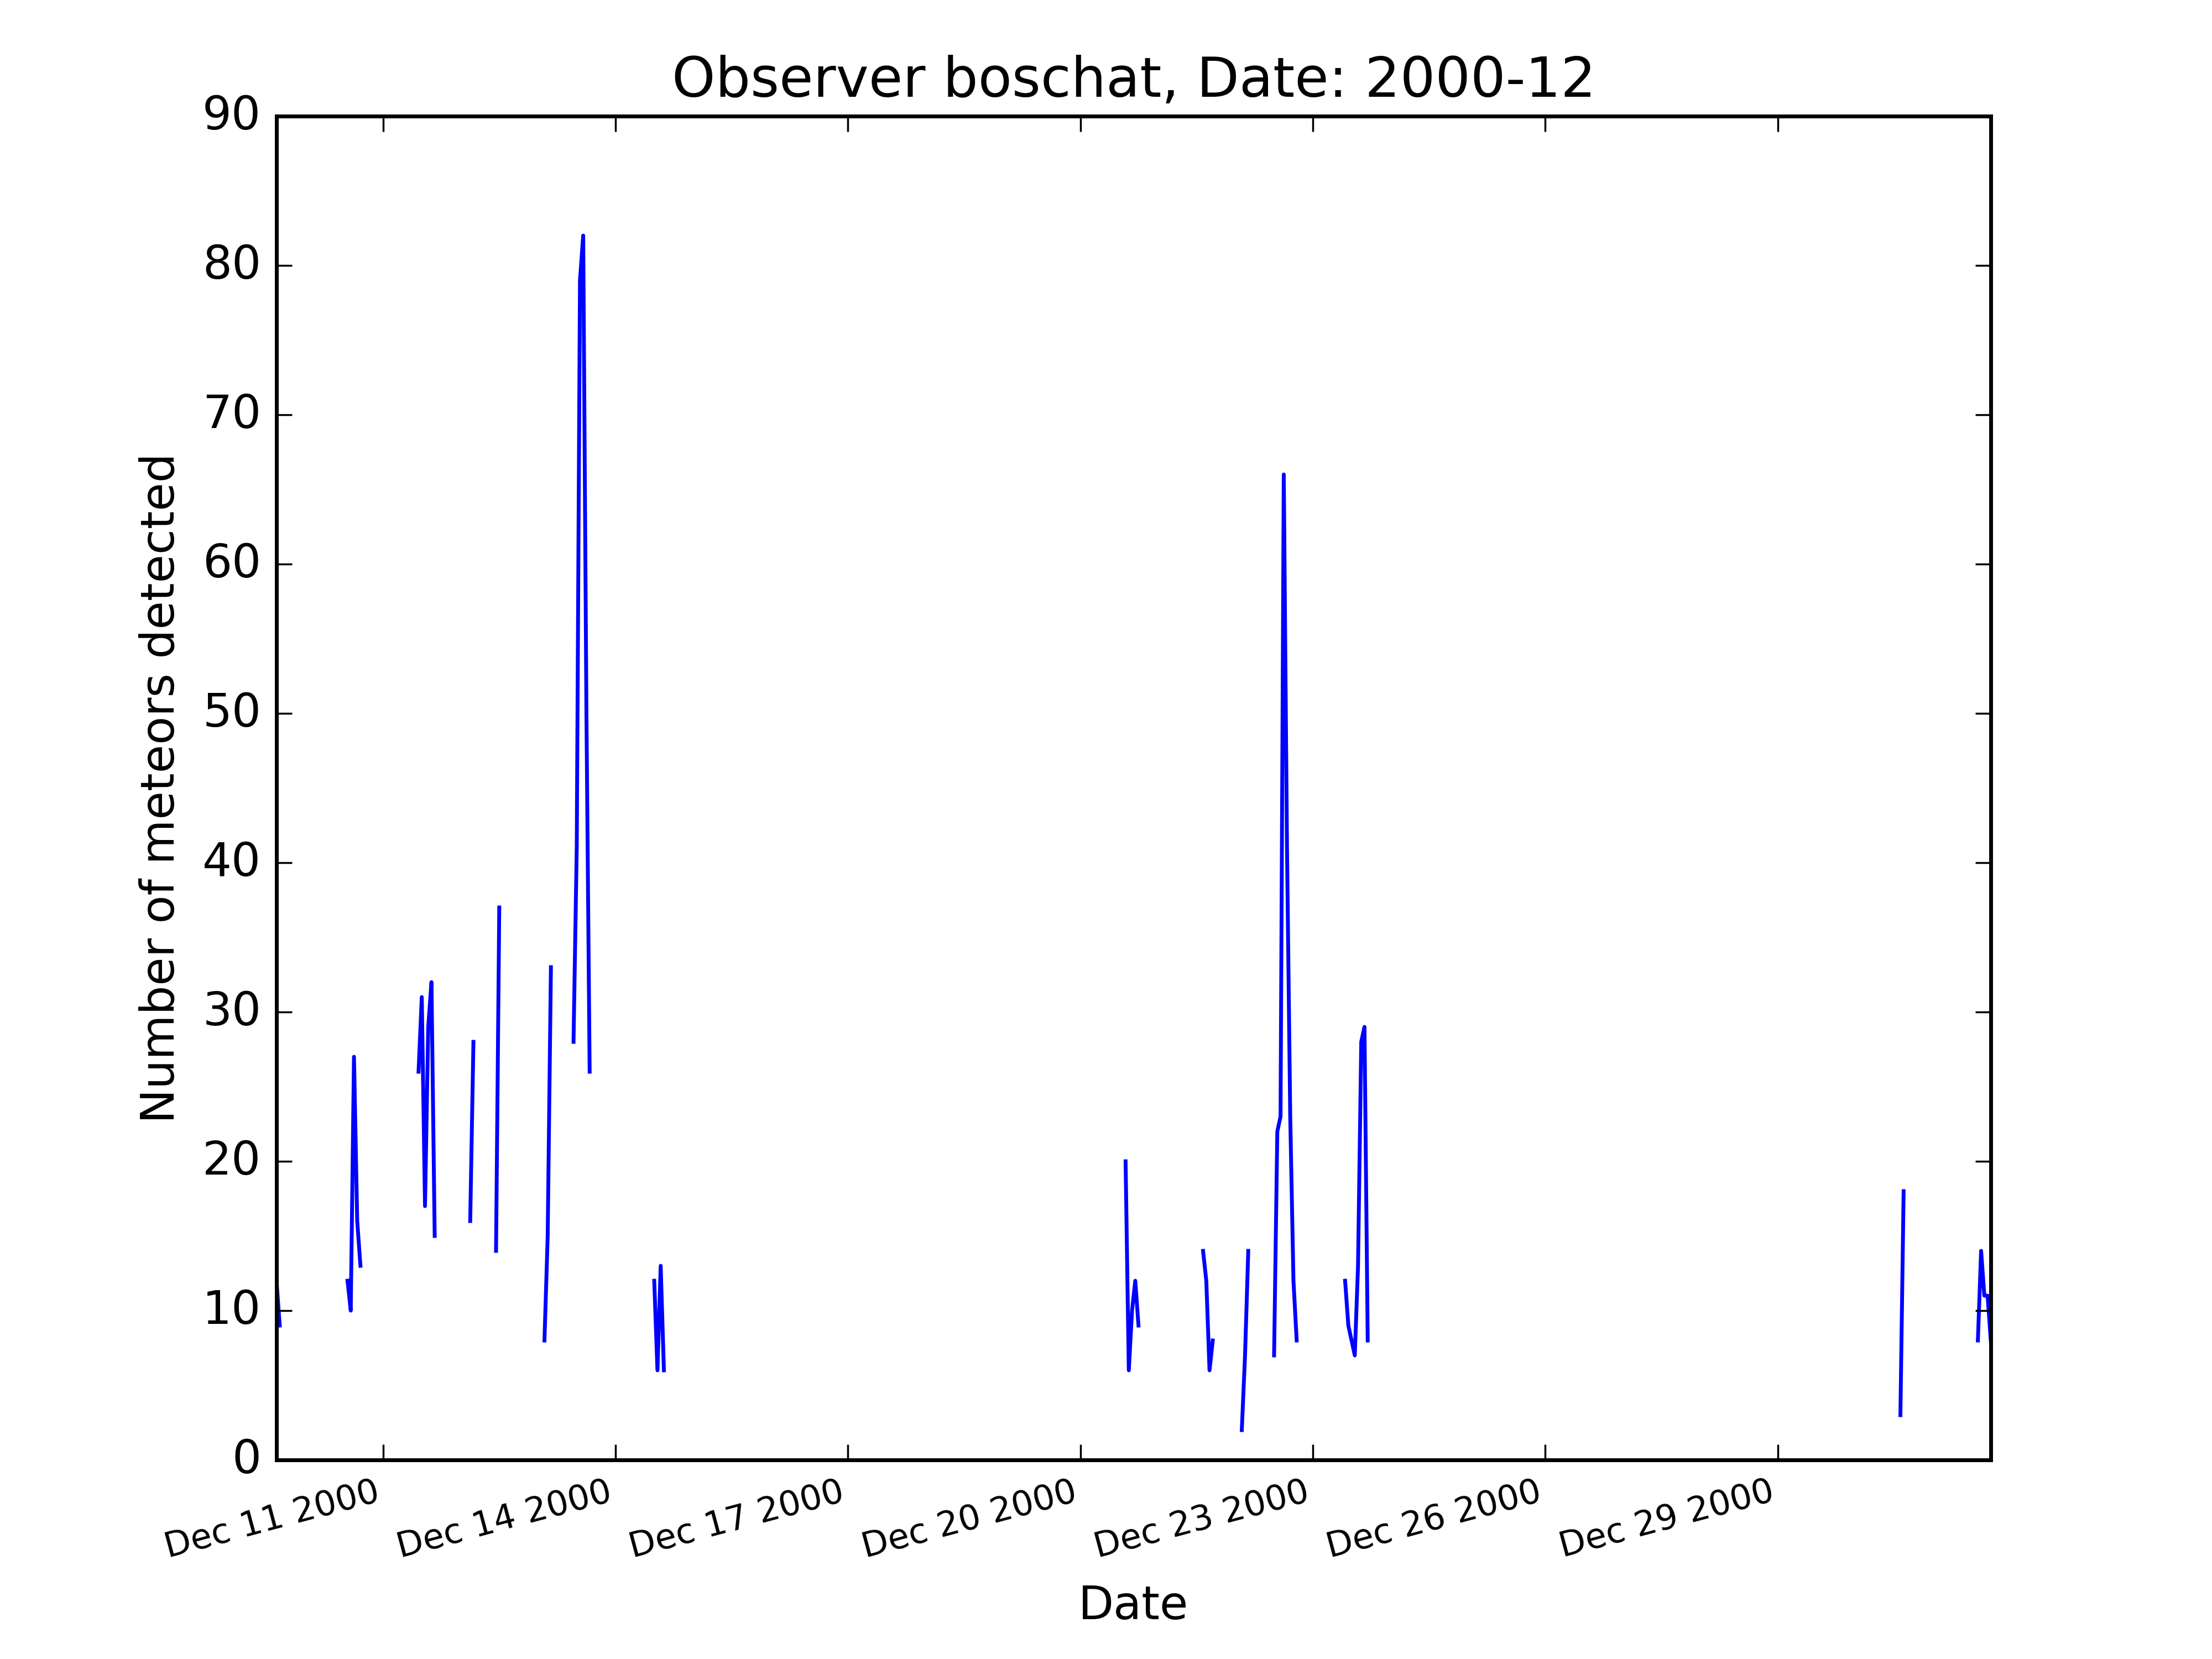 Observer boschat, Date: 2000-12
Number of meteors detected
90
80
70
60
50
40
30
20
10
0
Dec 11 2000
Dec 14 2000
Dec 17 2000
Dec 20 2000
Dec 23 2000
Dec 26 2000
Dec 29 2000
Date